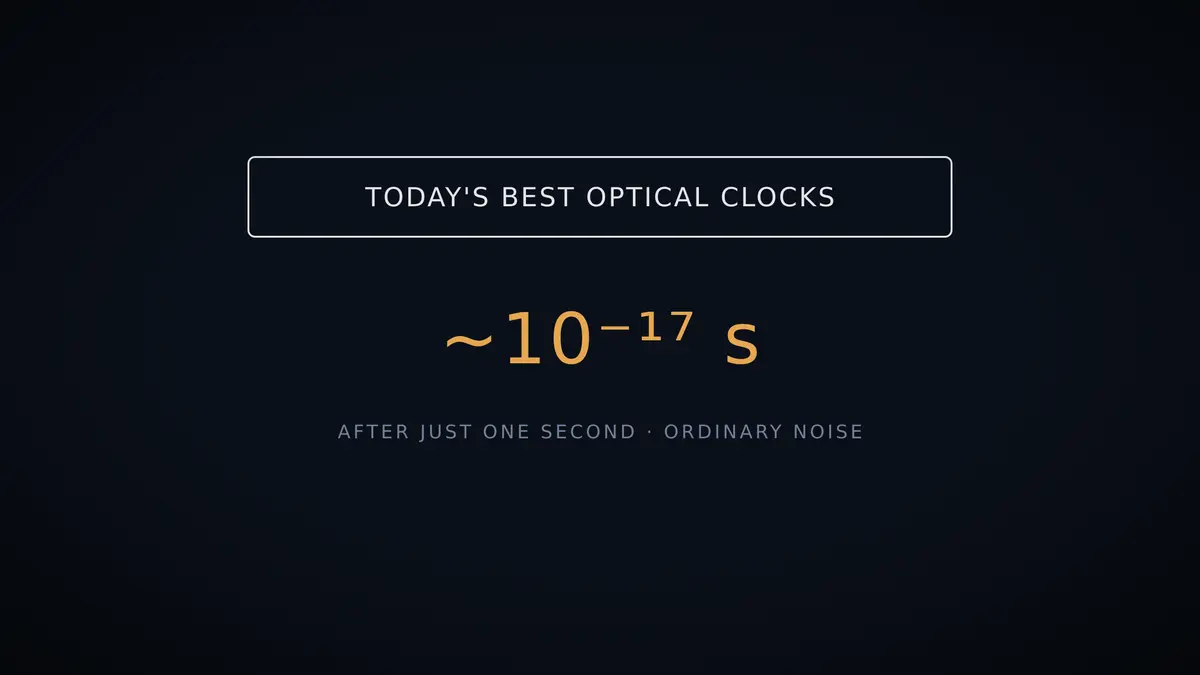 TODAY'S BEST OPTICAL CLOCKS
~10⁻¹⁷ s
AFTER JUST ONE SECOND · ORDINARY NOISE